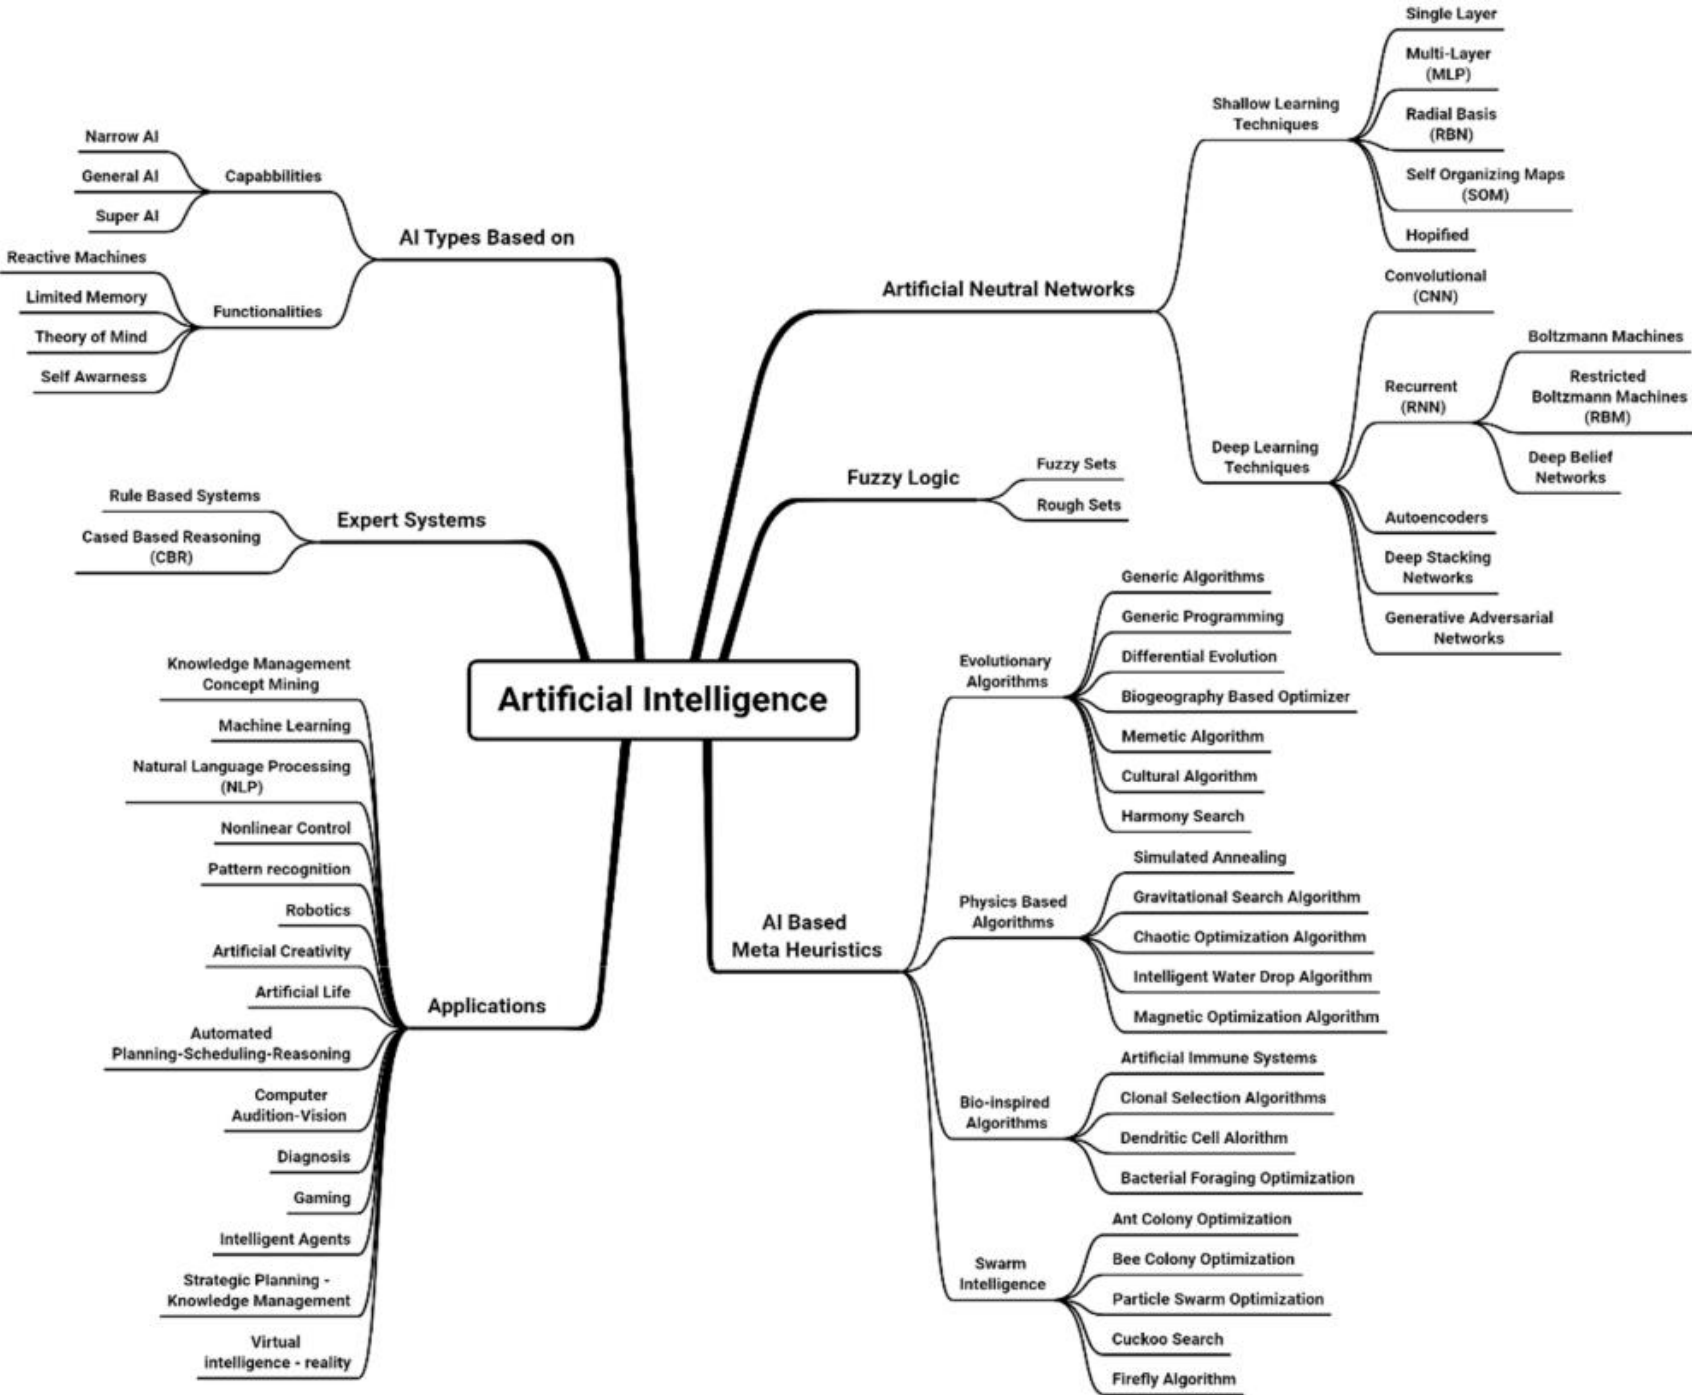 Artificial Intelligence
AI Types Based on
Capabbilities
Narrow AI
General AI
Super AI
Functionalities
Reactive Machines
Limited Memory
Theory of Mind
Self Awarness
Expert Systems
Rule Based Systems
Cased Based Reasoning
(CBR)
Applications
Knowledge Management
Concept Mining
Machine Learning
Natural Language Processing
(NLP)
Nonlinear Control
Pattern recognition
Robotics
Artificial Creativity
Artificial Life
Automated
Planning-Scheduling-Reasoning
Computer
Audition-Vision
Diagnosis
Gaming
Intelligent Agents
Strategic Planning -
Knowledge Management
Virtual
intelligence - reality
Artificial Neutral Networks
Shallow Learning
Techniques
Single Layer
Multi-Layer
(MLP)
Radial Basis
(RBN)
Self Organizing Maps
(SOM)
Hopified
Deep Learning
Techniques
Convolutional
(CNN)
Recurrent
(RNN)
Boltzmann Machines
Restricted
Boltzmann Machines
(RBM)
Deep Belief
Networks
Autoencoders
Deep Stacking
Networks
Generative Adversarial
Networks
Fuzzy Logic
Fuzzy Sets
Rough Sets
AI Based
Meta Heuristics
Evolutionary
Algorithms
Generic Algorithms
Generic Programming
Differential Evolution
Biogeography Based Optimizer
Memetic Algorithm
Cultural Algorithm
Harmony Search
Physics Based
Algorithms
Simulated Annealing
Gravitational Search Algorithm
Chaotic Optimization Algorithm
Intelligent Water Drop Algorithm
Magnetic Optimization Algorithm
Bio-inspired
Algorithms
Artificial Immune Systems
Clonal Selection Algorithms
Dendritic Cell Alorithm
Bacterial Foraging Optimization
Swarm
Intelligence
Ant Colony Optimization
Bee Colony Optimization
Particle Swarm Optimization
Cuckoo Search
Firefly Algorithm